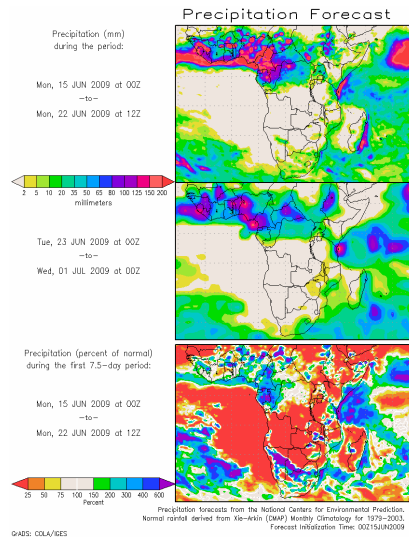 Precipitation Forecast
Precipitation (mm)
during the period:
Mon, 15 JUN 2009 at 00Z
-to-
Mon, 22 JUN 2009 at 12Z
2 5 10 20 35 50 65 80 100 125 150 200
millimeters
Tue, 23 JUN 2009 at 00Z
-to-
Wed, 01 JUL 2009 at 00Z
Precipitation (percent of normal)
during the first 7.5-day period:
Mon, 15 JUN 2009 at 00Z
-to-
Mon, 22 JUN 2009 at 12Z
25 50 75 100 150 200 300 400 600
Percent
Precipitation forecasts from the National Centers for Environmental Prediction.
Normal rainfall derived from Xie-Arkin (CMAP) Monthly Climatology for 1979-2003.
Forecast Initialization Time: 00Z15JUN2009
GrADS: COLA/IGES